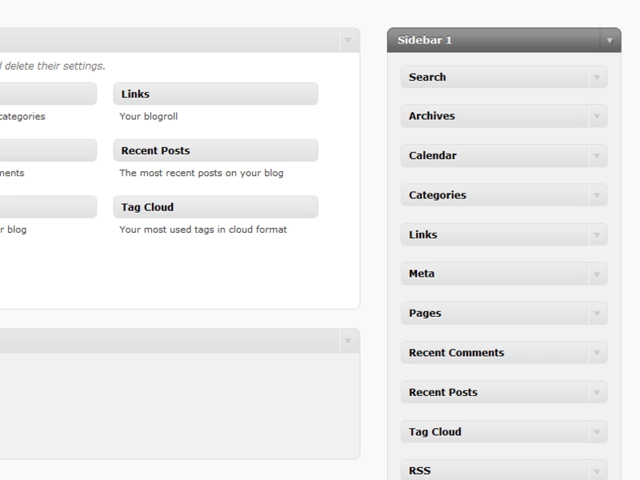 d delete their settings.
Links
categories
Your blogroll
Recent Posts
ments
The most recent posts on your blog
Tag Cloud
r blog
Your most used tags in cloud format
Sidebar 1
Search
Archives
Calendar
Categories
Links
Meta
Pages
Recent Comments
Recent Posts
Tag Cloud
RSS